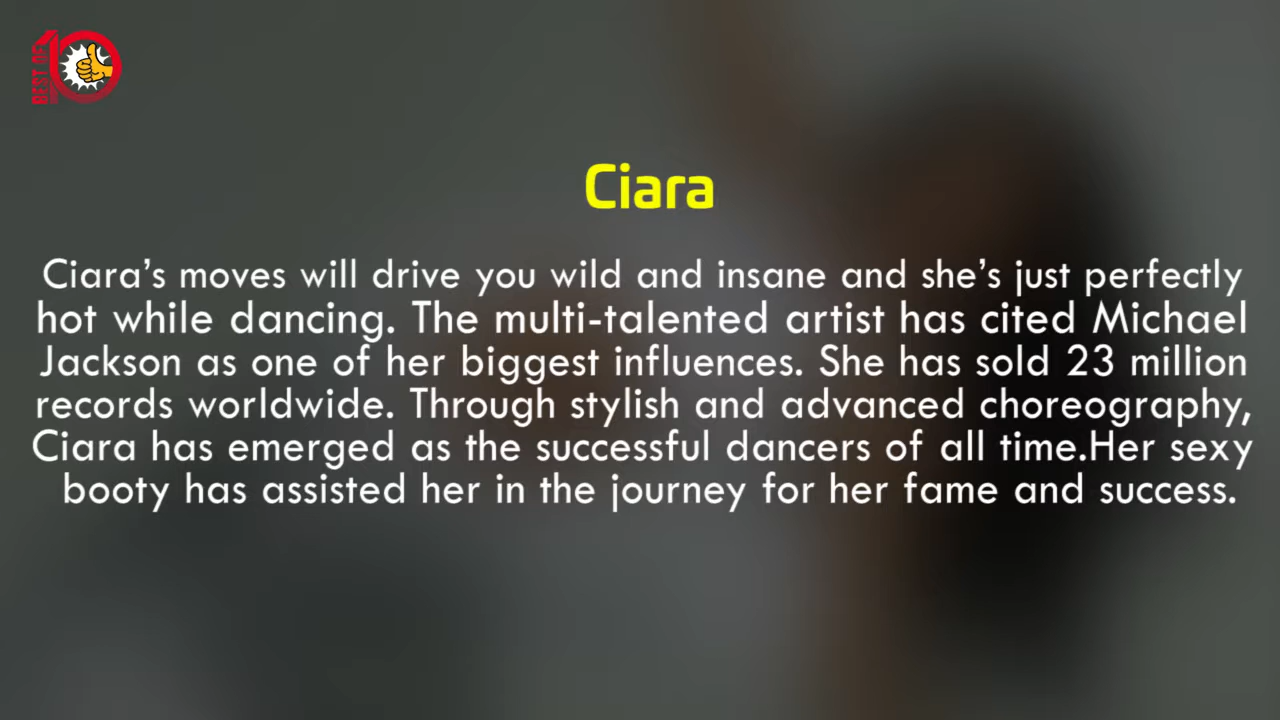 BEST OF 10
Ciara
Ciara’s moves will drive you wild and insane and she’s just perfectly
hot while dancing. The multi-talented artist has cited Michael
Jackson as one of her biggest influences. She has sold 23 million
records worldwide. Through stylish and advanced choreography,
Ciara has emerged as the successful dancers of all time.Her sexy
booty has assisted her in the journey for her fame and success.